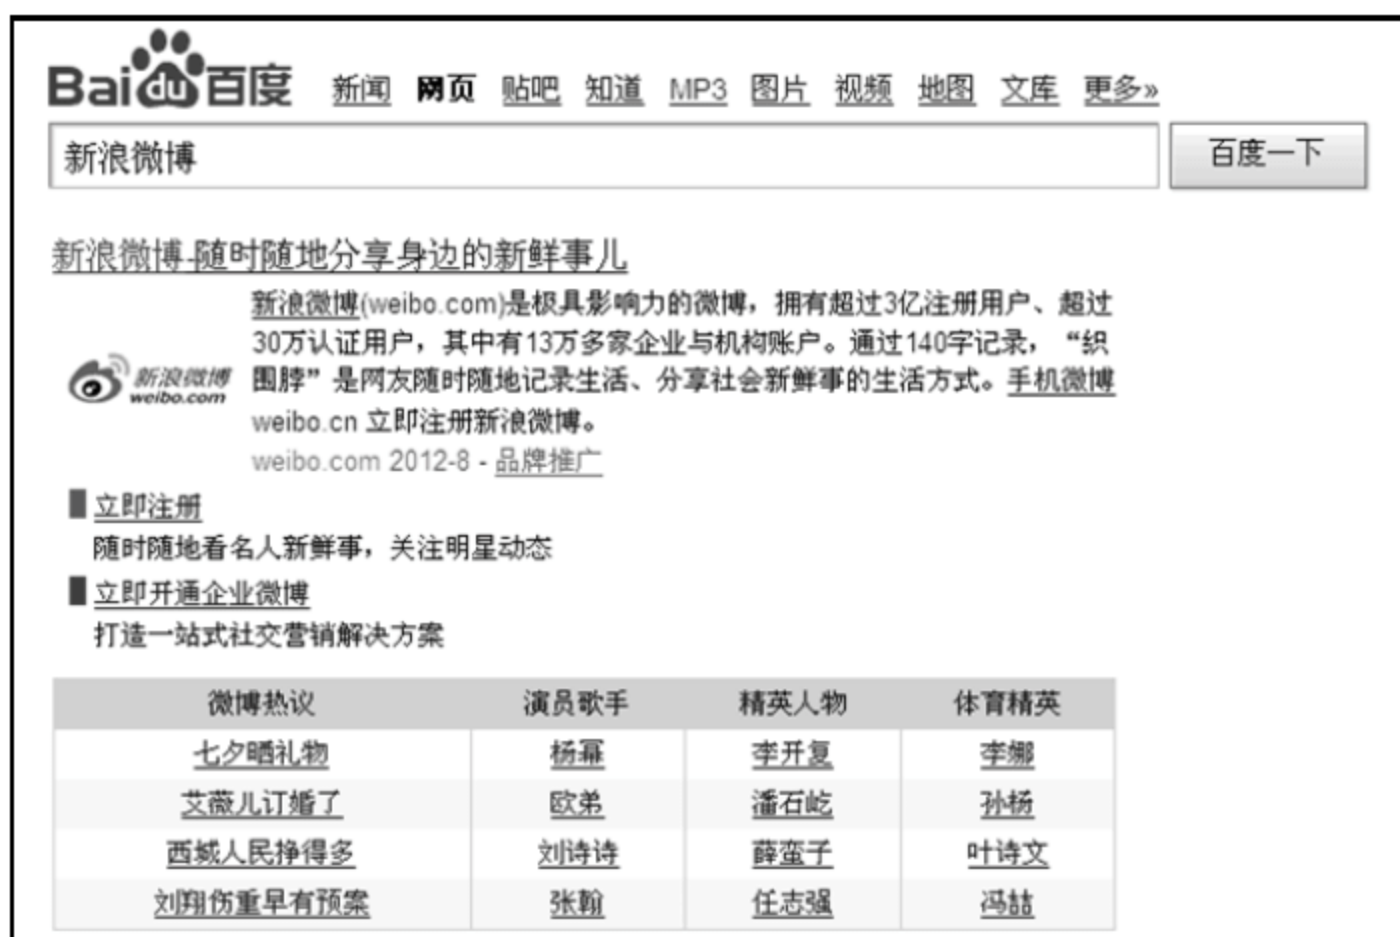 Bai du 百度 新闻 网页 贴吧 知道 MP3 图片 视频 地图 文库 更多»
新浪微博 百度一下
新浪微博-随时随地分享身边的新鲜事儿
新浪微博(weibo.com)是极具影响力的微博，拥有超过3亿注册用户、超过
30万认证用户，其中有13万多家企业与机构账户。通过140字记录，“织
围脖”是网友随时随地记录生活、分享社会新鲜事的生活方式。手机微博
weibo.cn 立即注册新浪微博。
weibo.com 2012-8 - 品牌推广
新浪微博
weibo.com
立即注册
随时随地看名人新鲜事，关注明星动态
立即开通企业微博
打造一站式社交营销解决方案
微博热议 演员歌手 精英人物 体育精英
七夕晒礼物 杨幂 李开复 李娜
艾薇儿订婚了 欧弟 潘石屹 孙杨
西城人民挣得多 刘诗诗 薛蛮子 叶诗文
刘翔伤重早有预案 张翰 任志强 冯喆